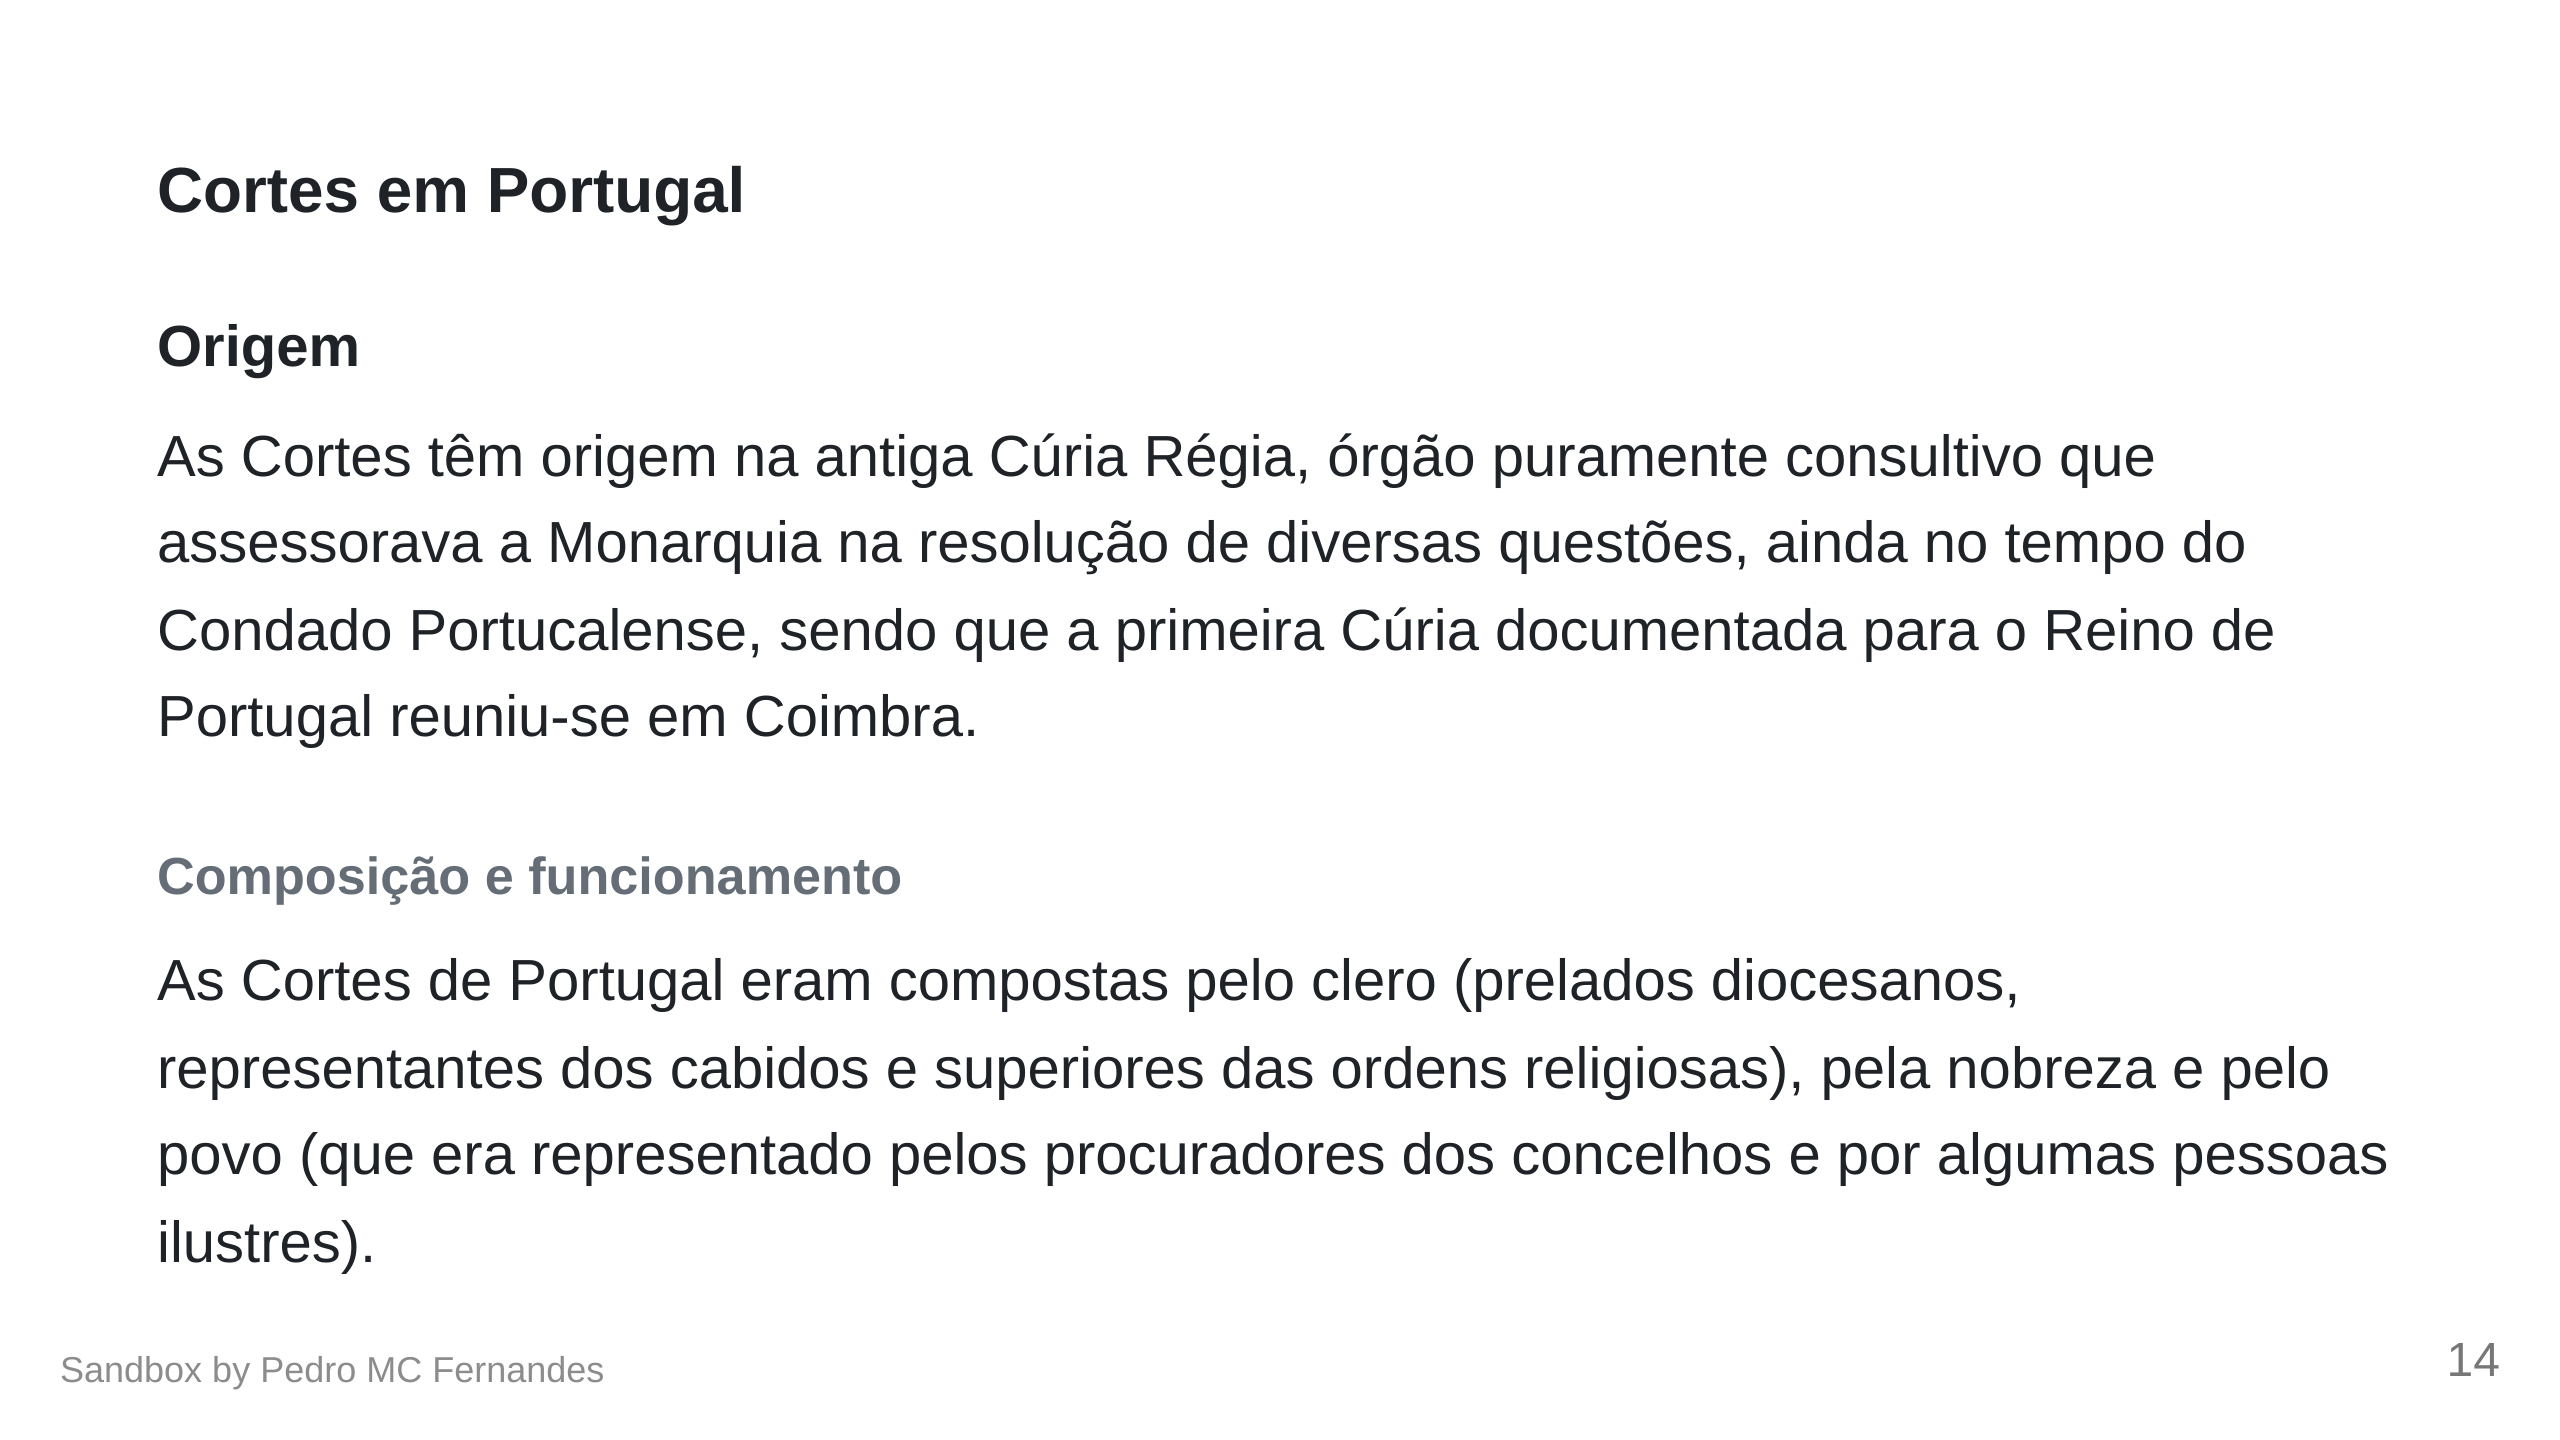 Cortes em Portugal
Origem
As Cortes têm origem na antiga Cúria Régia, órgão puramente consultivo que
assessorava a Monarquia na resolução de diversas questões, ainda no tempo do
Condado Portucalense, sendo que a primeira Cúria documentada para o Reino de
Portugal reuniu-se em Coimbra.
Composição e funcionamento
As Cortes de Portugal eram compostas pelo clero (prelados diocesanos,
representantes dos cabidos e superiores das ordens religiosas), pela nobreza e pelo
povo (que era representado pelos procuradores dos concelhos e por algumas pessoas
ilustres).
Sandbox by Pedro MC Fernandes
14